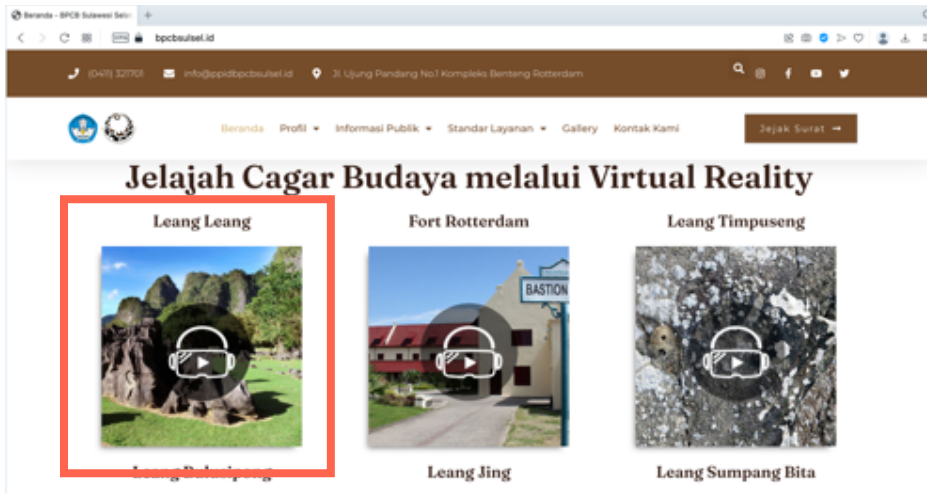 Beranda - BPCB Sulawesi Selat
bpcbsulsel.id
(0411) 321701 info@ppidbpcbsulsel.id Jl. Ujung Pandang No.1 Kompleks Benteng Rotterdam
Beranda Profil Informasi Publik Standar Layanan Gallery Kontak Kami Jejak Surat →
Jelajah Cagar Budaya melalui Virtual Reality
Leang Leang Fort Rotterdam Leang Timpuseng
BASTION
Leang Jing Leang Sumpang Bita